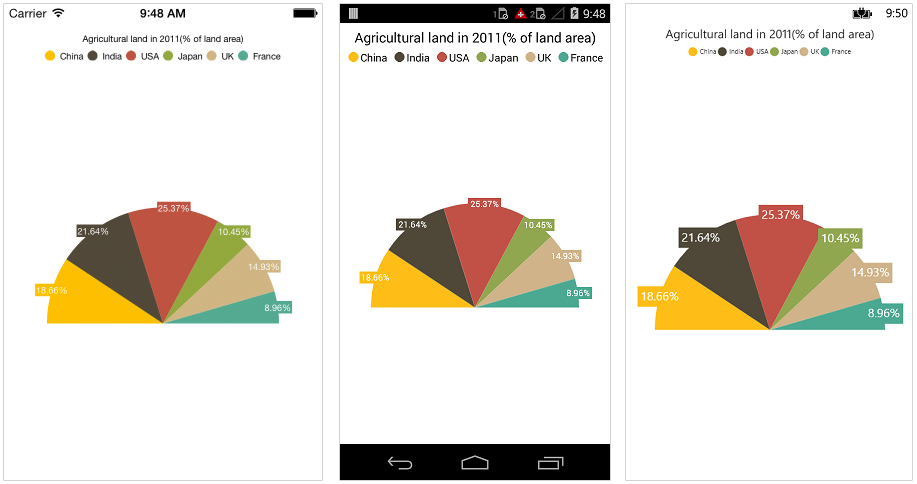 Carrier 9:48 AM
Agricultural land in 2011(% of land area)
China India USA Japan UK France
25.37%
21.64% 10.45%
14.93%
18.66%
8.96%
1 2 9:48
Agricultural land in 2011(% of land area)
China India USA Japan UK France
25.37%
21.64% 10.45%
14.93%
18.66%
8.96%
9:50
Agricultural land in 2011(% of land area)
China India USA Japan UK France
25.37%
21.64% 10.45%
14.93%
18.66%
8.96%